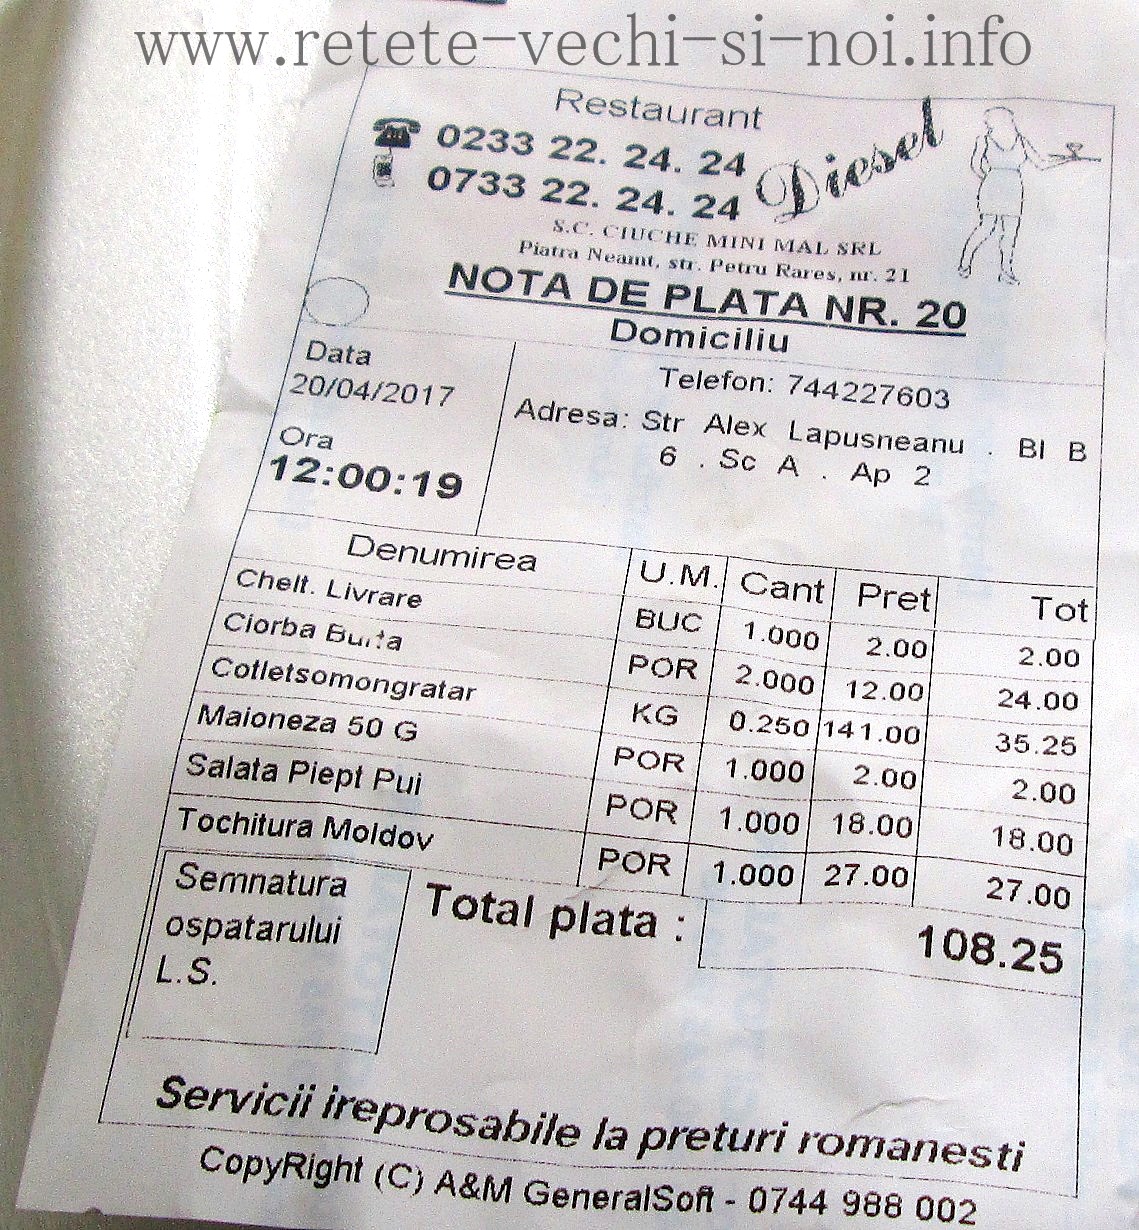 www.retete-vechi-si-noi.info
Restaurant
0233 22. 24. 24
Diesel
0733 22. 24. 24
S.C. CIUCHE MINI MAL SRL
Piatra Neamt, str. Petru Rares, nr. 21
NOTA DE PLATA NR. 20
Domiciliu
Data
20/04/2017
Ora
12:00:19
Telefon: 744227603
Adresa: Str Alex Lapusneanu . Bl B
6 . Sc A . Ap 2
Denumirea U.M. Cant Pret Tot
Chelt. Livrare BUC 1.000 2.00 2.00
Ciorba Burta POR 2.000 12.00 24.00
Cotletsomongratar KG 0.250 141.00 35.25
Maioneza 50 G POR 1.000 2.00 2.00
Salata Piept Pui POR 1.000 18.00 18.00
Tochitura Moldov POR 1.000 27.00 27.00
Semnatura
ospatarului
L.S.
Total plata : 108.25
Servicii ireprosabile la preturi romanesti
CopyRight (C) A&M GeneralSoft - 0744 988 002